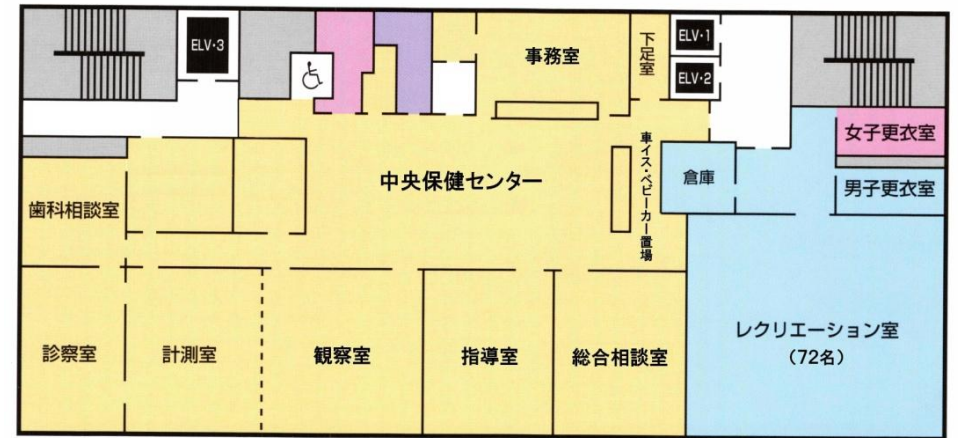 ELV・3
事務室
下足室
ELV・1
ELV・2
女子更衣室
中央保健センター
車イス・ベビーカー置場
倉庫
男子更衣室
歯科相談室
診察室
計測室
観察室
指導室
総合相談室
レクリエーション室
（72名）